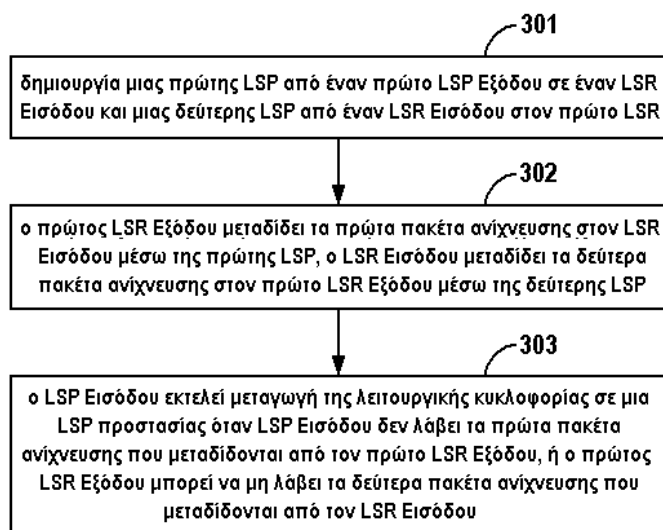 301
δημιουργία μιας πρώτης LSP από έναν πρώτο LSP Εξόδου σε έναν LSR
Εισόδου και μιας δεύτερης LSP από έναν LSR Εισόδου στον πρώτο LSR
302
ο πρώτος LSR Εξόδου μεταδίδει τα πρώτα πακέτα ανίχνευσης στον LSR
Εισόδου μέσω της πρώτης LSP, ο LSR Εισόδου μεταδίδει τα δεύτερα
πακέτα ανίχνευσης στον πρώτο LSR Εξόδου μέσω της δεύτερης LSP
303
ο LSP Εισόδου εκτελεί μεταγωγή της λειτουργικής κυκλοφορίας σε μια
LSP προστασίας όταν LSP Εισόδου δεν λάβει τα πρώτα πακέτα
ανίχνευσης που μεταδίδονται από τον πρώτο LSR Εξόδου, ή ο πρώτος
LSR Εξόδου μπορεί να μη λάβει τα δεύτερα πακέτα ανίχνευσης που
μεταδίδονται από τον LSR Εισόδου